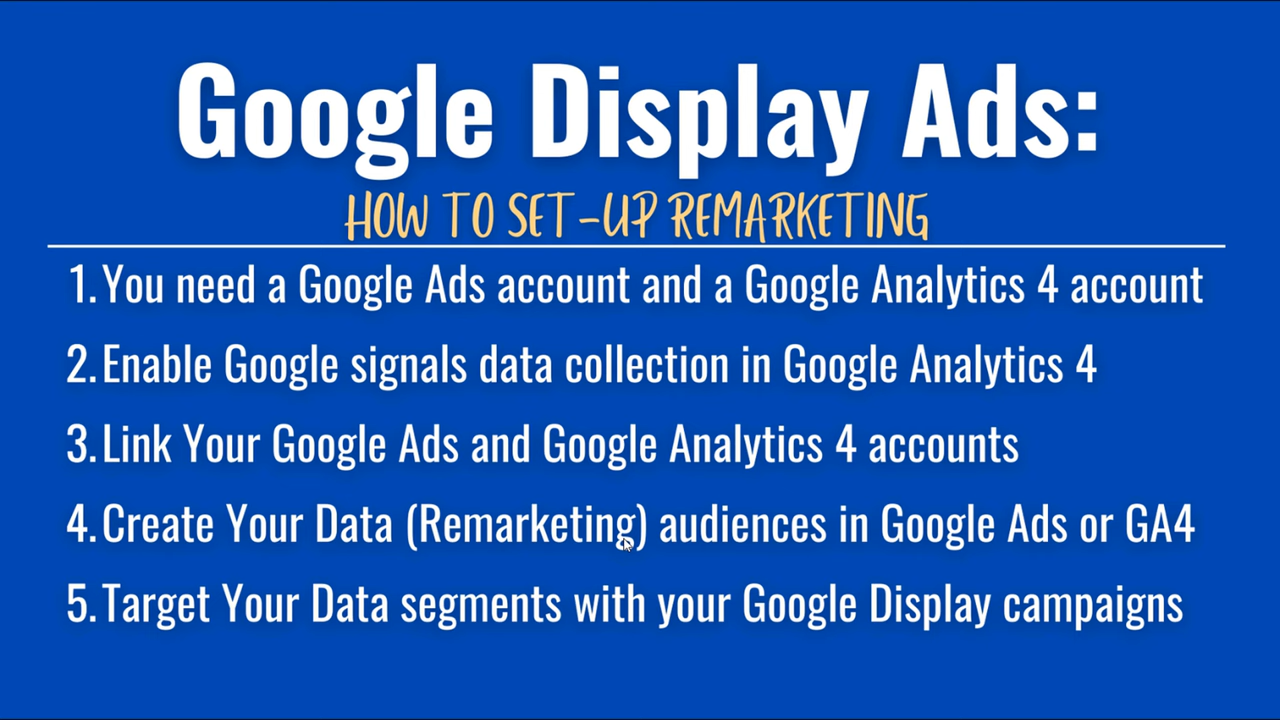 Google Display Ads:
HOW TO SET-UP REMARKETING
1. You need a Google Ads account and a Google Analytics 4 account
2. Enable Google signals data collection in Google Analytics 4
3. Link Your Google Ads and Google Analytics 4 accounts
4. Create Your Data (Remarketing) audiences in Google Ads or GA4
5. Target Your Data segments with your Google Display campaigns